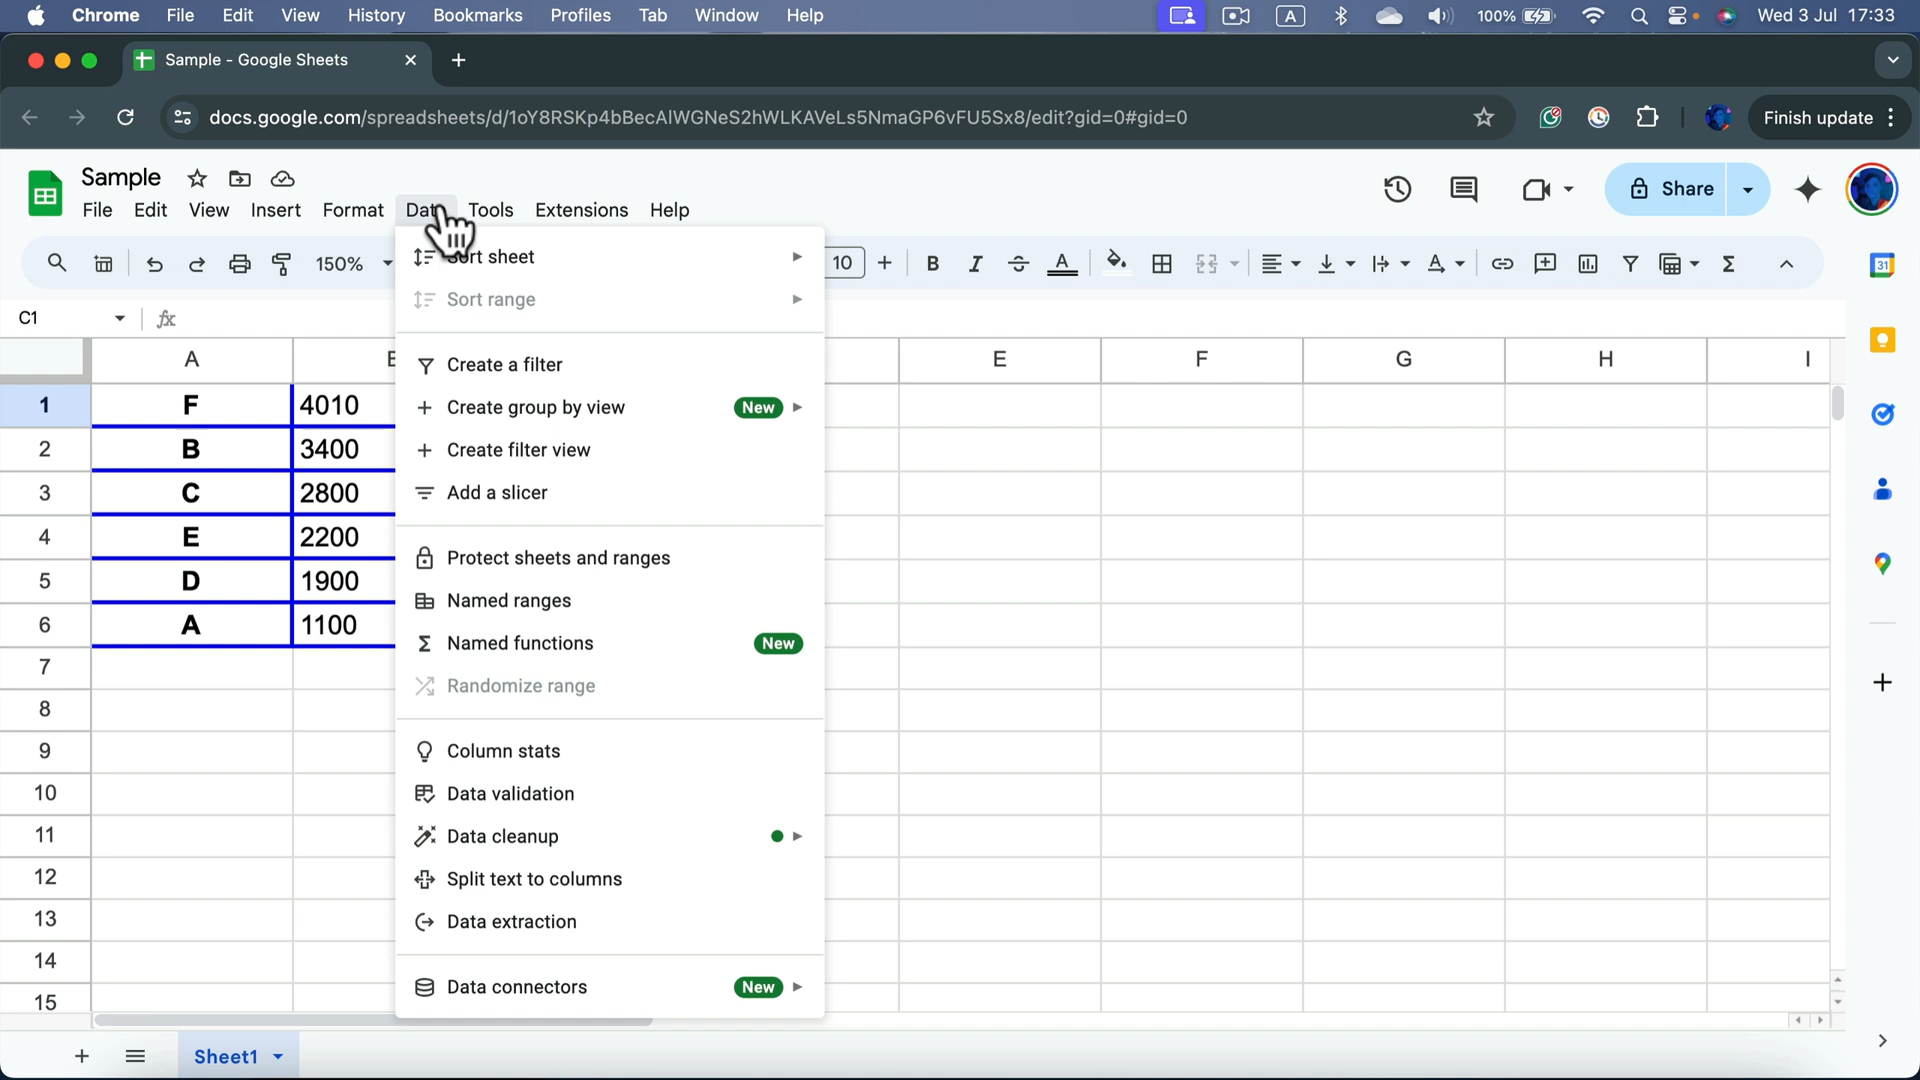 Chrome File Edit View History Bookmarks Profiles Tab Window Help A 100% Wed 3 Jul 17:33
Sample - Google Sheets
docs.google.com/spreadsheets/d/1oY8RSKp4bBecAlWGNeS2hWLKAVeLs5NmaGP6vFU5Sx8/edit?gid=0#gid=0 Finish update
Sample
File Edit View Insert Format Tools Extensions Help Share
150% 10 B I A
C1 fx
Sort range
Create a filter
Create group by view New
Create filter view
Add a slicer
Protect sheets and ranges
Named ranges
Named functions New
Randomize range
Column stats
Data validation
Data cleanup
Split text to columns
Data extraction
Data connectors New
A E F G H I
1 F 4010
2 B 3400
3 C 2800
4 E 2200
5 D 1900
6 A 1100
7
8
9
10
11
12
13
14
15
31
Sheet1